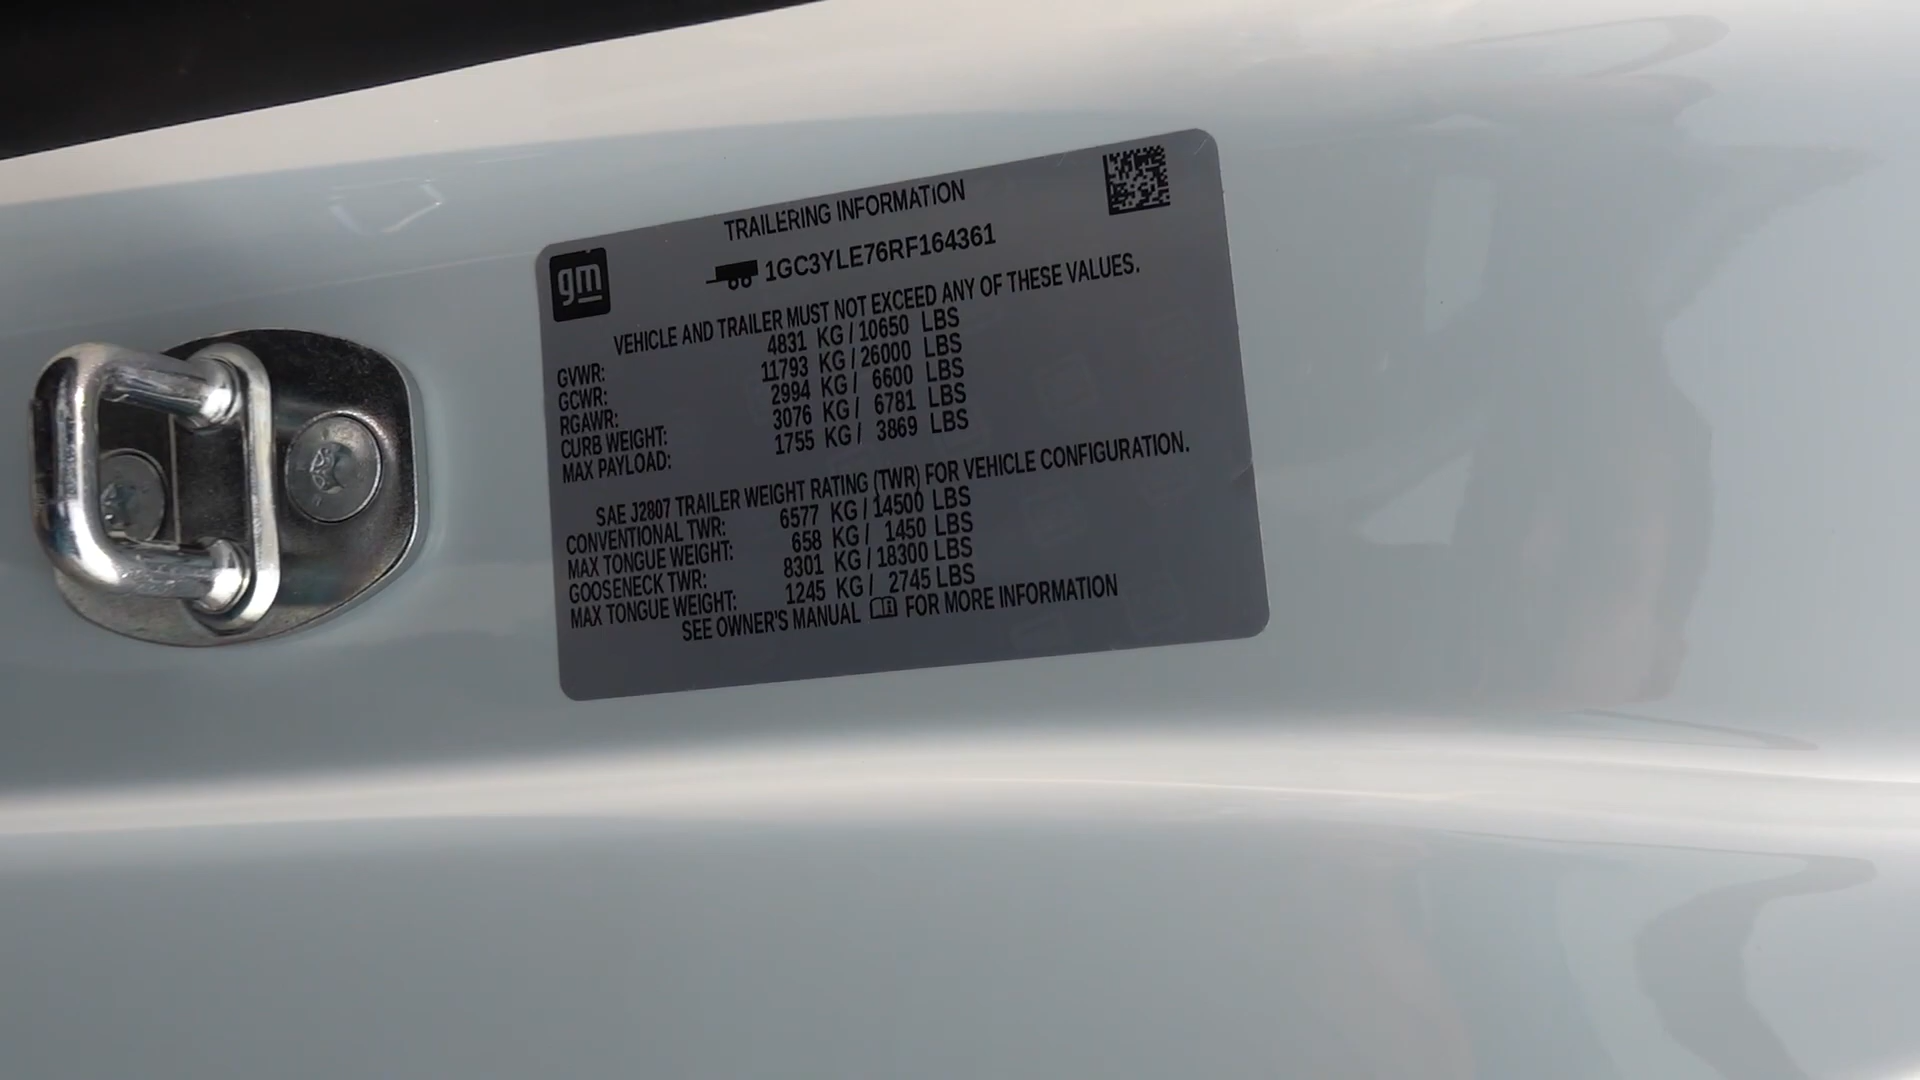 TRAILERING INFORMATION
gm
1GC3YLE76RF164361
VEHICLE AND TRAILER MUST NOT EXCEED ANY OF THESE VALUES.
GVWR: 4831 KG / 10650 LBS
GCWR: 11793 KG / 26000 LBS
RGAWR: 2994 KG / 6600 LBS
CURB WEIGHT: 3076 KG / 6781 LBS
MAX PAYLOAD: 1755 KG / 3869 LBS
SAE J2807 TRAILER WEIGHT RATING (TWR) FOR VEHICLE CONFIGURATION.
CONVENTIONAL TWR: 6577 KG / 14500 LBS
MAX TONGUE WEIGHT: 658 KG / 1450 LBS
GOOSENECK TWR: 8301 KG / 18300 LBS
MAX TONGUE WEIGHT: 1245 KG / 2745 LBS
SEE OWNER'S MANUAL FOR MORE INFORMATION